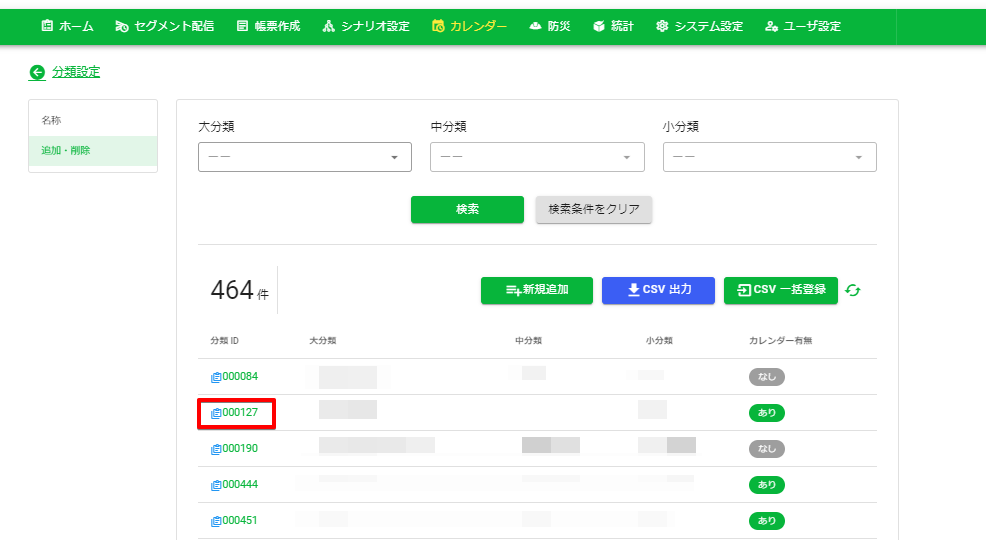 ホーム セグメント配信 帳票作成 シナリオ設定 カレンダー 防災 統計 システム設定 ユーザ設定
分類設定
名称
追加・削除
大分類 中分類 小分類
—— —— ——
検索 検索条件をクリア
464 件 新規追加 CSV 出力 CSV 一括登録
分類 ID 大分類 中分類 小分類 カレンダー有無
000084 なし
000127 あり
000190 なし
000444 あり
000451 あり